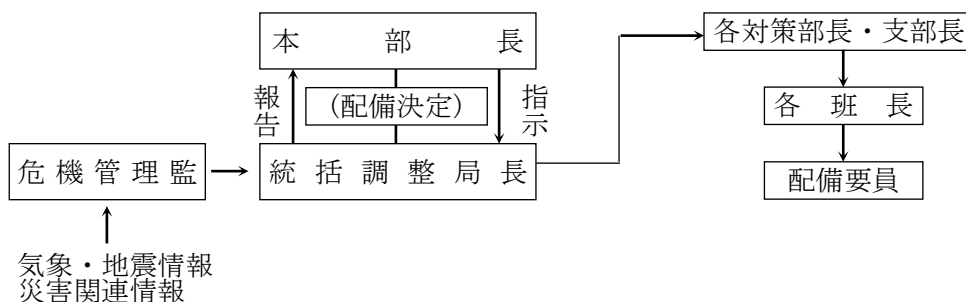 本部長
各対策部長・支部長
報告
(配備決定)
指示
各班長
危機管理監
統括調整局長
配備要員
気象・地震情報
災害関連情報